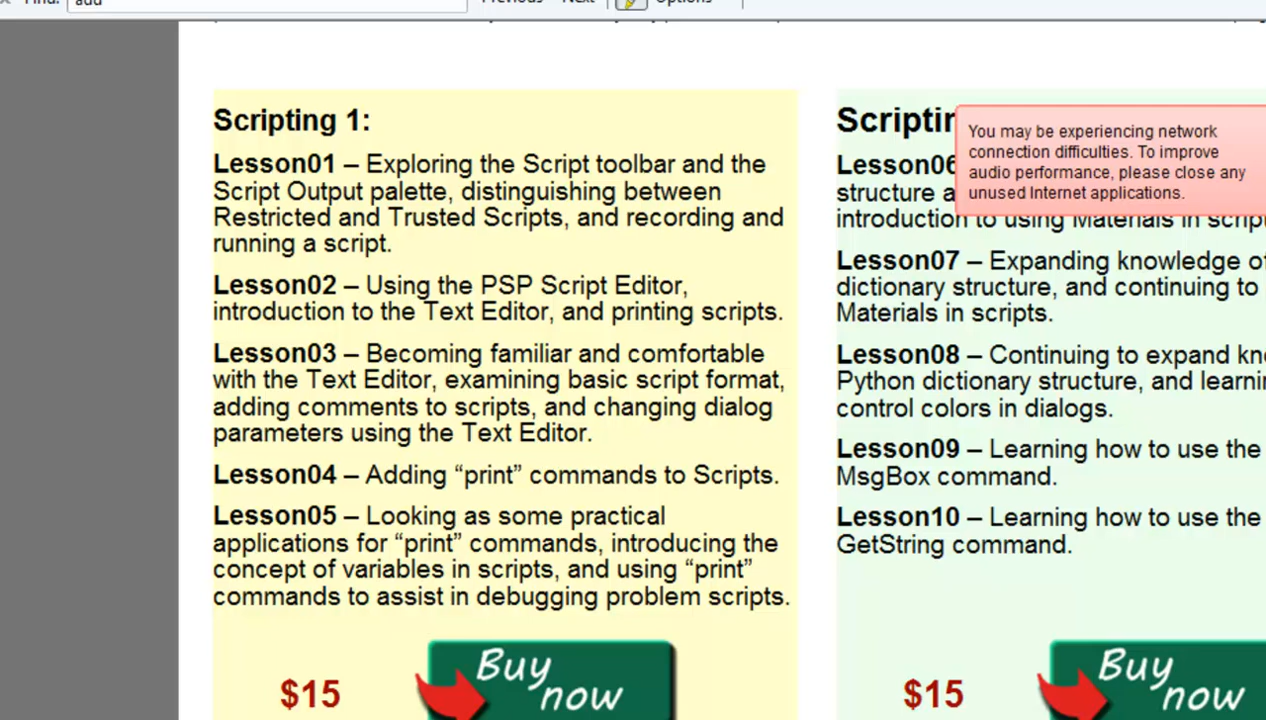 Find: add Previous Next Options
Scripting 1:
Lesson01 – Exploring the Script toolbar and the
Script Output palette, distinguishing between
Restricted and Trusted Scripts, and recording and
running a script.
Lesson02 – Using the PSP Script Editor,
introduction to the Text Editor, and printing scripts.
Lesson03 – Becoming familiar and comfortable
with the Text Editor, examining basic script format,
adding comments to scripts, and changing dialog
parameters using the Text Editor.
Lesson04 – Adding “print” commands to Scripts.
Lesson05 – Looking as some practical
applications for “print” commands, introducing the
concept of variables in scripts, and using “print”
commands to assist in debugging problem scripts.
$15
Buy
now
You may be experiencing network
connection difficulties. To improve
audio performance, please close any
unused Internet applications.
Lesson06
structure
introduction to using Materials in
Lesson07 – Expanding knowledge of
dictionary structure, and continuing to
Materials in scripts.
Lesson08 – Continuing to expand
Python dictionary structure, and
control colors in dialogs.
Lesson09 – Learning how to use the
MsgBox command.
Lesson10 – Learning how to use the
GetString command.
$15
Buy
now